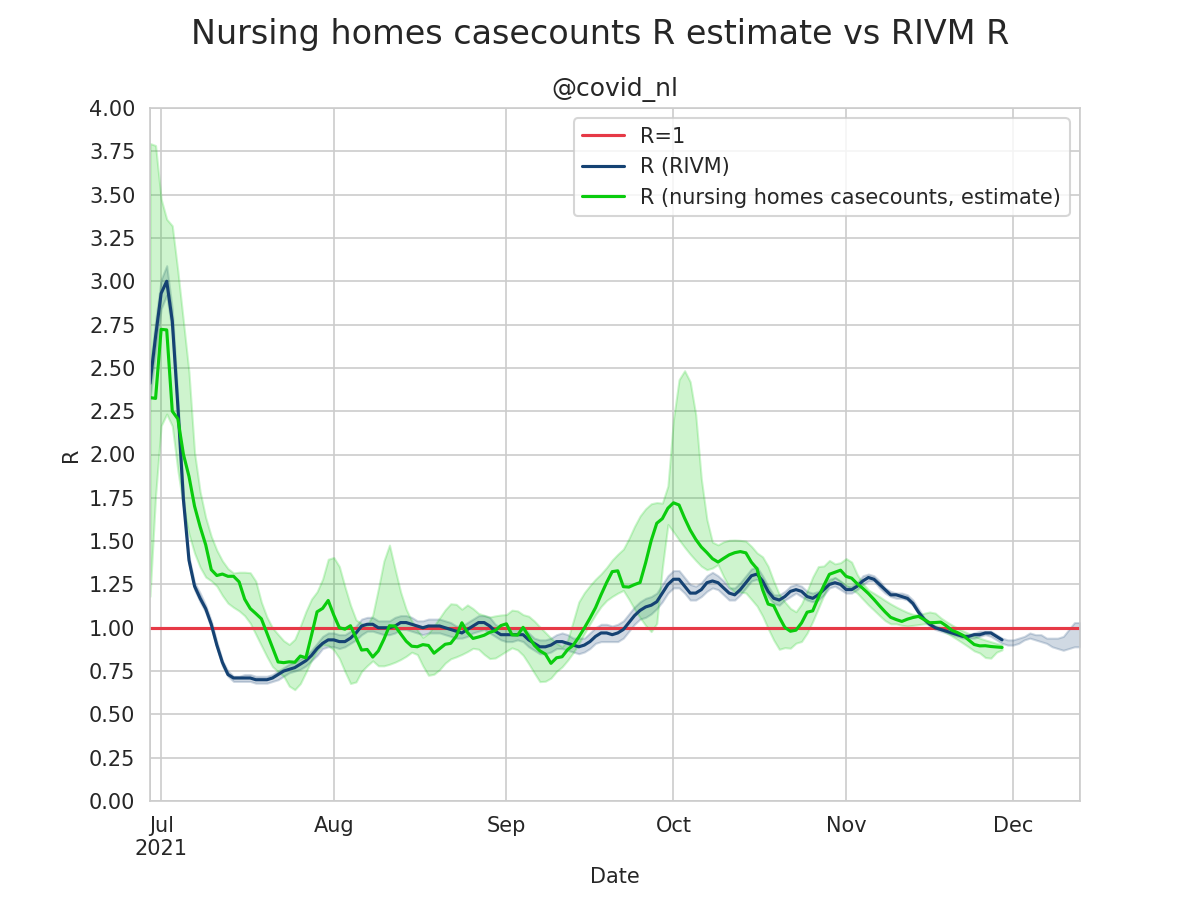 Nursing homes casecounts R estimate vs RIVM R
@covid_nl
4.00
3.75
3.50
3.25
3.00
2.75
2.50
2.25
2.00
1.75
1.50
1.25
1.00
0.75
0.50
0.25
0.00
R
R=1
R (RIVM)
R (nursing homes casecounts, estimate)
Jul
2021
Aug
Sep
Oct
Nov
Dec
Date